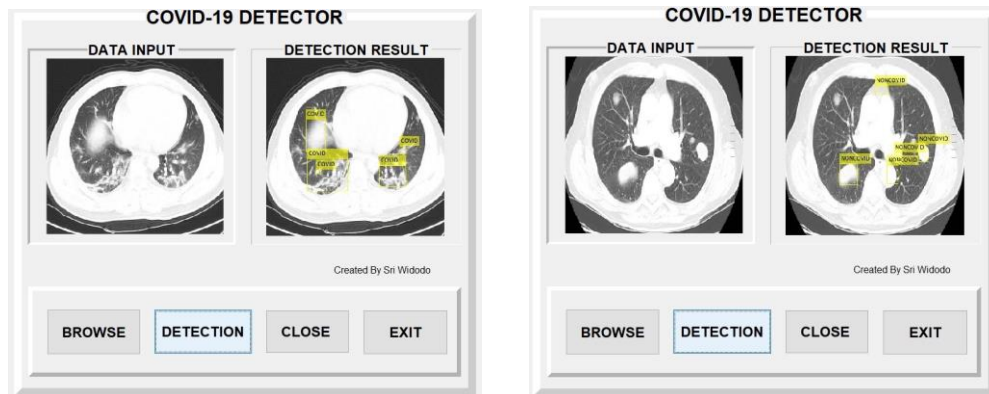 COVID-19 DETECTOR
DATA INPUT
DETECTION RESULT
COVID
COVID
COVID
COVID
COVID
Created By Sri Widodo
BROWSE
DETECTION
CLOSE
EXIT
COVID-19 DETECTOR
DATA INPUT
DETECTION RESULT
NONCOVID
NONCOVID
NONCOVID
NONCOVID
NONCOVID
Created By Sri Widodo
BROWSE
DETECTION
CLOSE
EXIT